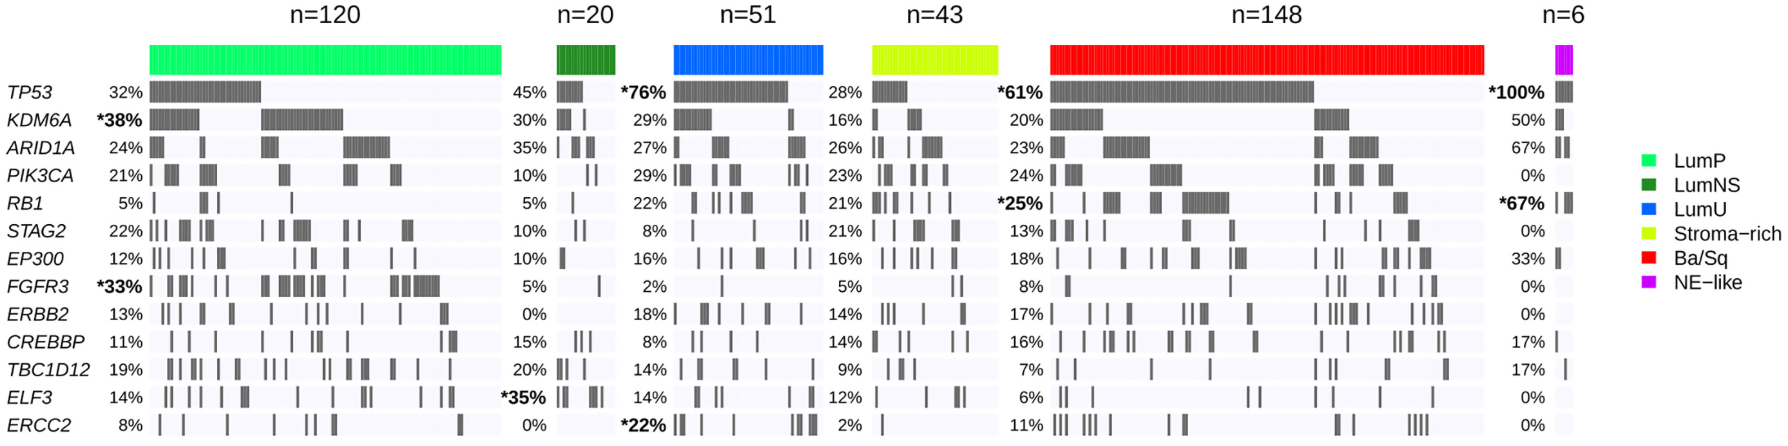 n=120 n=20 n=51 n=43 n=148 n=6
TP53 32% 45% *76% 28% *61% *100%
KDM6A *38% 30% 29% 16% 20% 50%
ARID1A 24% 35% 27% 26% 23% 67%
PIK3CA 21% 10% 29% 23% 24% 0%
RB1 5% 5% 22% 21% *25% *67%
STAG2 22% 10% 8% 21% 13% 0%
EP300 12% 10% 16% 16% 18% 33%
FGFR3 *33% 5% 2% 5% 8% 0%
ERBB2 13% 0% 18% 14% 17% 0%
CREBBP 11% 15% 8% 14% 16% 17%
TBC1D12 19% 20% 14% 9% 7% 17%
ELF3 14% *35% 14% 12% 6% 0%
ERCC2 8% 0% *22% 2% 11% 0%
LumP
LumNS
LumU
Stroma−rich
Ba/Sq
NE−like